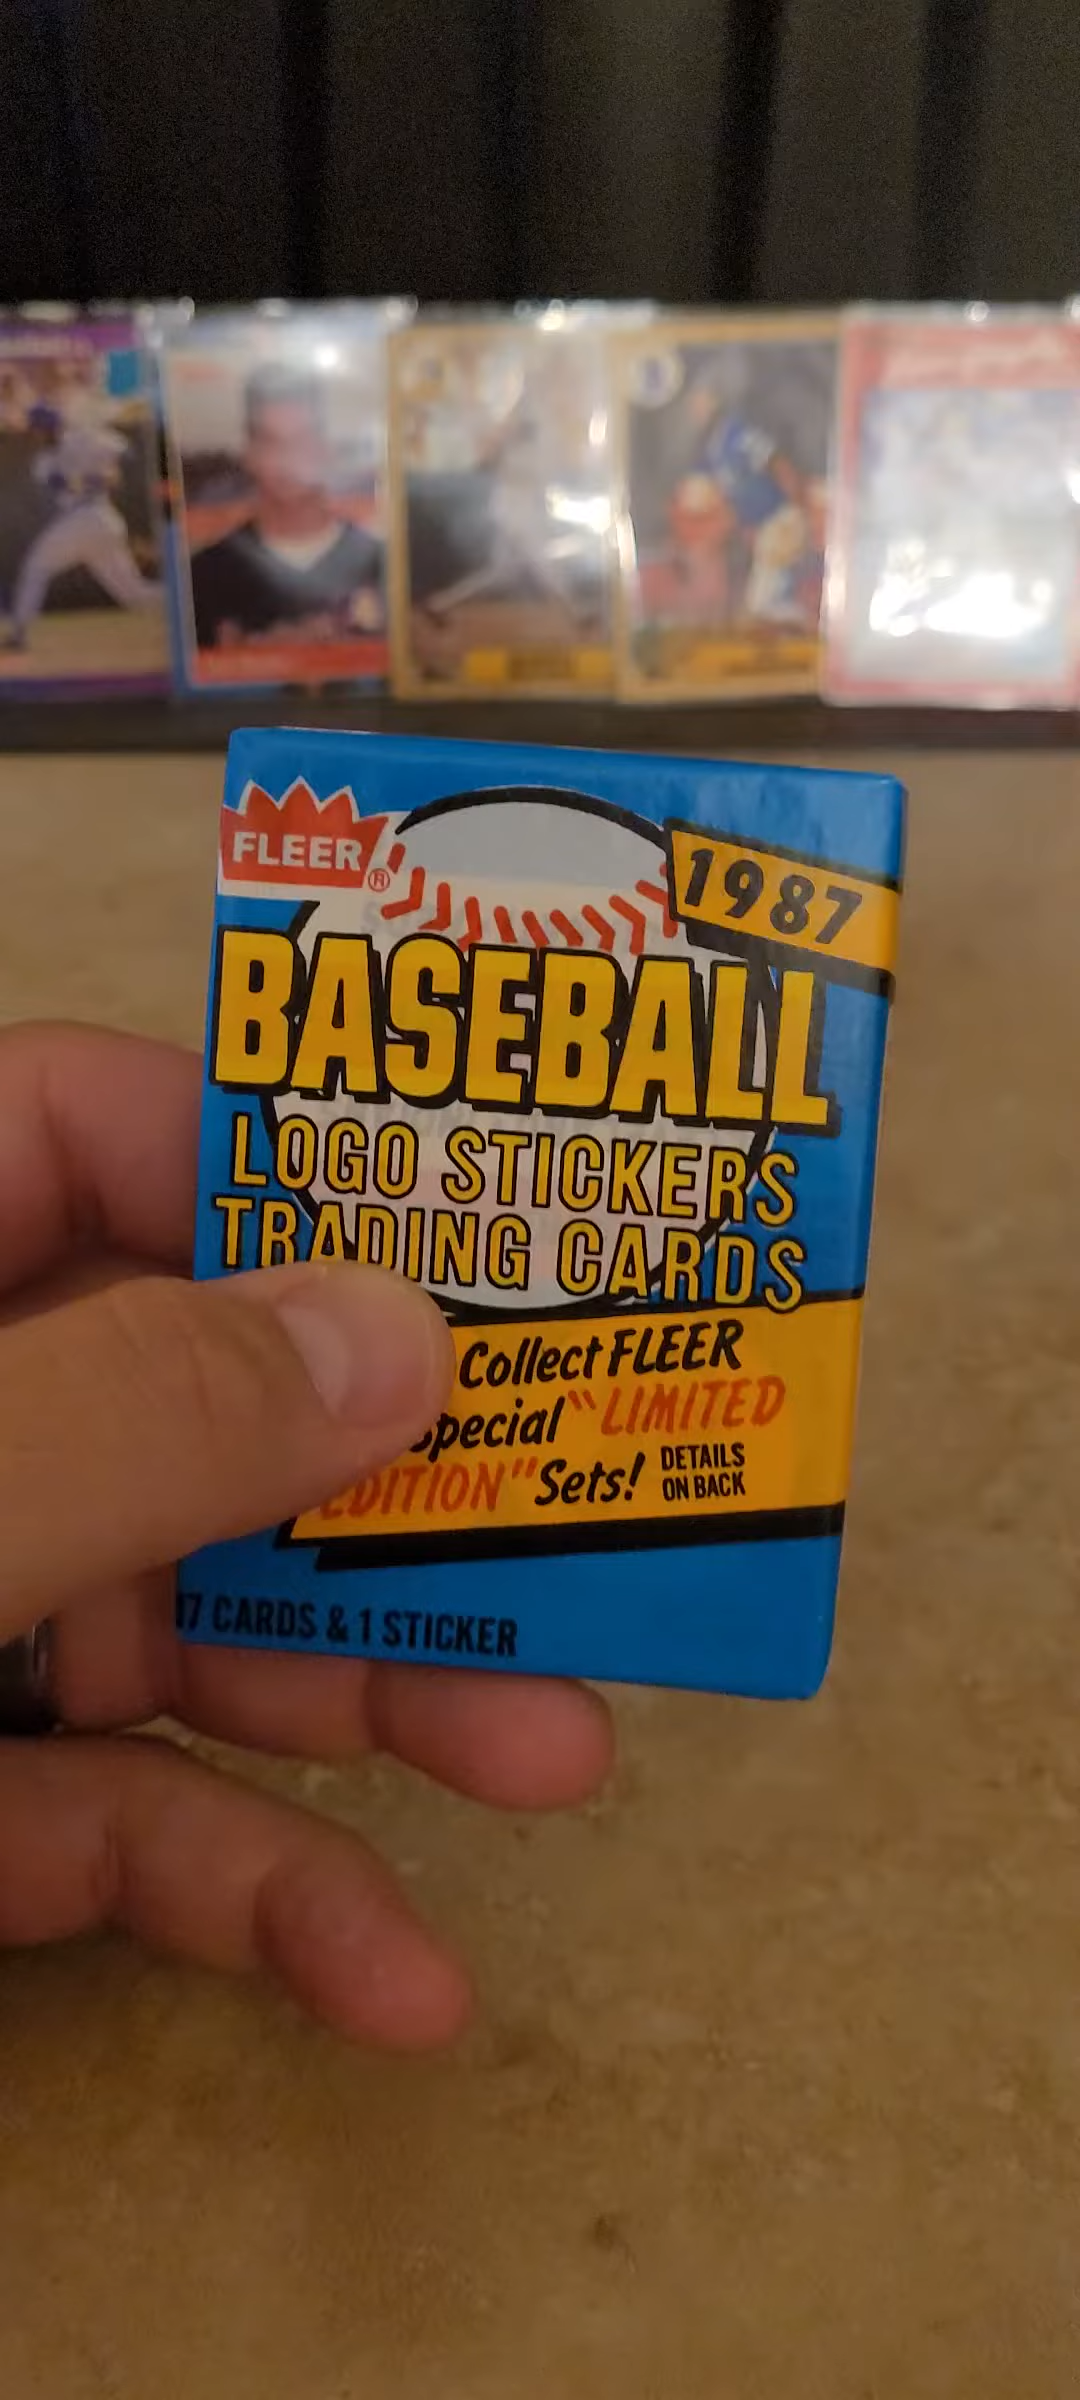 FLEER®
1987
BASEBALL
LOGO STICKERS
TRADING CARDS
Collect FLEER
Special "LIMITED
EDITION" Sets! DETAILS
ON BACK
17 CARDS & 1 STICKER